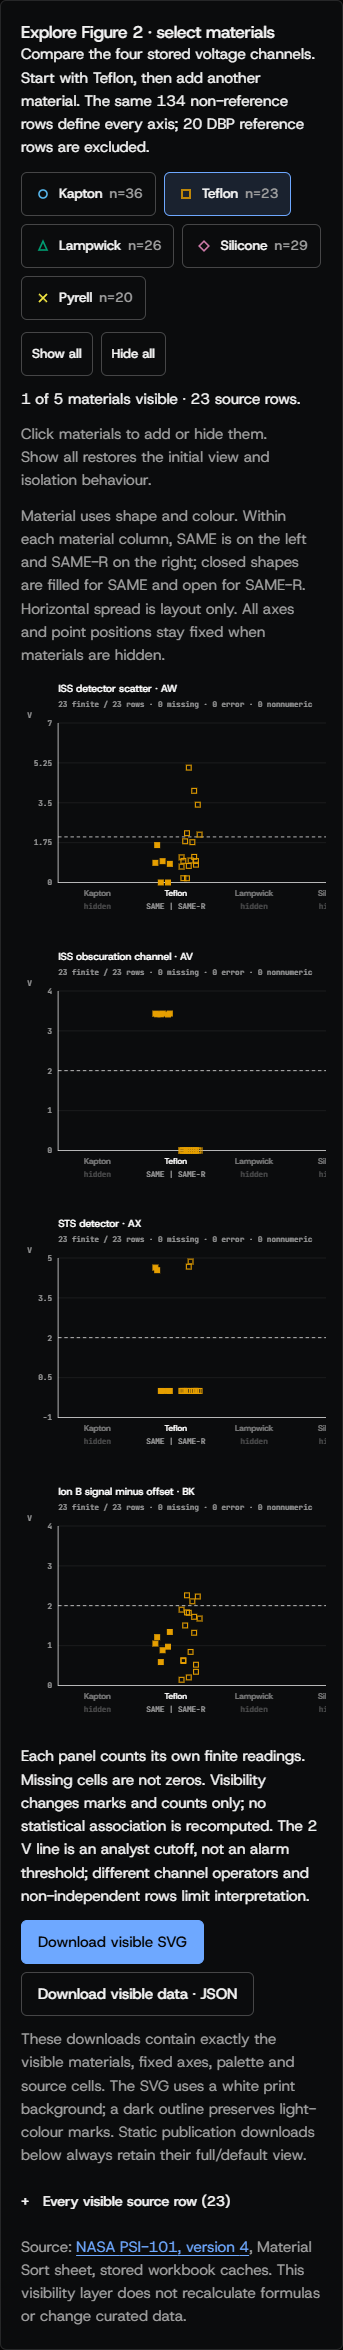 Explore Figure 2 · select materials
Compare the four stored voltage channels.
Start with Teflon, then add another
material. The same 134 non-reference
rows define every axis; 20 DBP reference
rows are excluded.
Kapton n=36
Teflon n=23
Lampwick n=26
Silicone n=29
Pyrell n=20
Show all
Hide all
1 of 5 materials visible · 23 source rows.
Click materials to add or hide them.
Show all restores the initial view and
isolation behaviour.
Material uses shape and colour. Within
each material column, SAME is on the left
and SAME-R on the right; closed shapes
are filled for SAME and open for SAME-R.
Horizontal spread is layout only. All axes
and point positions stay fixed when
materials are hidden.
ISS detector scatter · AW
23 finite / 23 rows · 0 missing · 0 error · 0 nonnumeric
V
7
5.25
3.5
1.75
0
Kapton Teflon Lampwick Sil
hidden SAME | SAME-R hidden hi
ISS obscuration channel · AV
23 finite / 23 rows · 0 missing · 0 error · 0 nonnumeric
V
4
3
2
1
0
Kapton Teflon Lampwick Sil
hidden SAME | SAME-R hidden hi
STS detector · AX
23 finite / 23 rows · 0 missing · 0 error · 0 nonnumeric
V
5
3.5
2
0.5
-1
Kapton Teflon Lampwick Sil
hidden SAME | SAME-R hidden hi
Ion B signal minus offset · BK
23 finite / 23 rows · 0 missing · 0 error · 0 nonnumeric
V
4
3
2
1
0
Kapton Teflon Lampwick Sil
hidden SAME | SAME-R hidden hi
Each panel counts its own finite readings.
Missing cells are not zeros. Visibility
changes marks and counts only; no
statistical association is recomputed. The 2
V line is an analyst cutoff, not an alarm
threshold; different channel operators and
non-independent rows limit interpretation.
Download visible SVG
Download visible data · JSON
These downloads contain exactly the
visible materials, fixed axes, palette and
source cells. The SVG uses a white print
background; a dark outline preserves light-
colour marks. Static publication downloads
below always retain their full/default view.
+ Every visible source row (23)
Source: NASA PSI-101, version 4, Material
Sort sheet, stored workbook caches. This
visibility layer does not recalculate formulas
or change curated data.